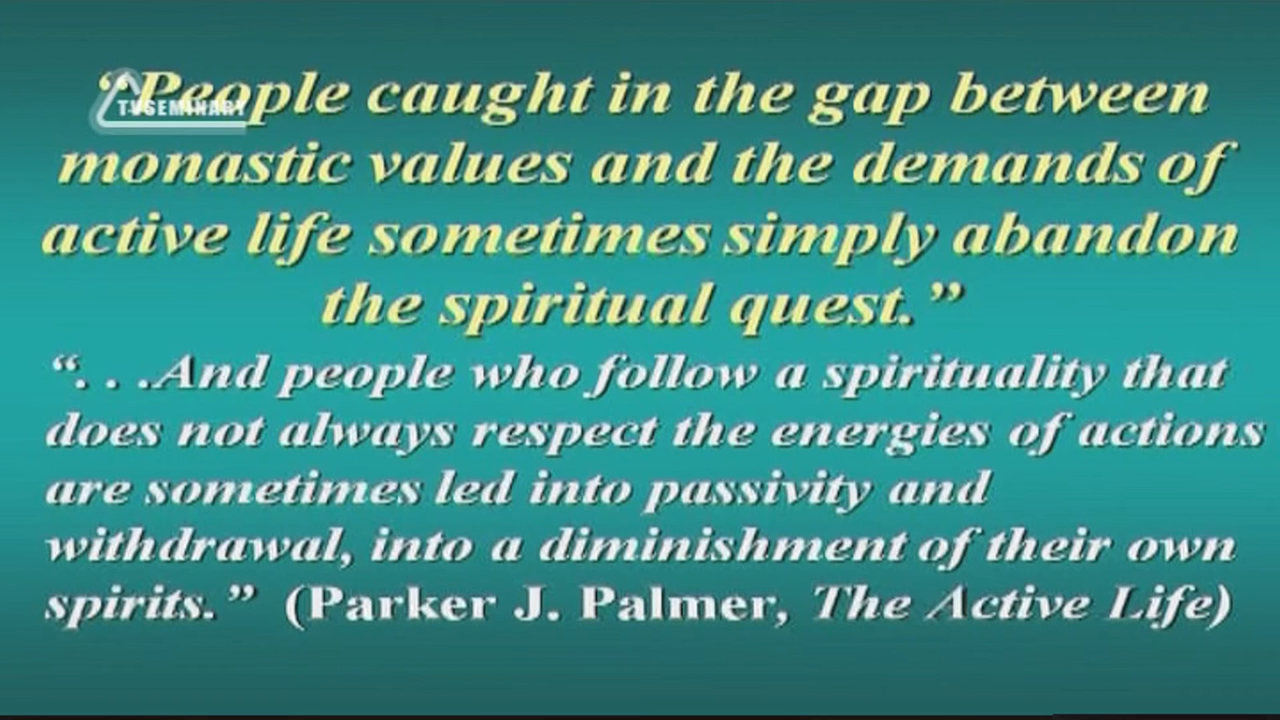 “People caught in the gap between
TVSEMINARY
monastic values and the demands of
active life sometimes simply abandon
the spiritual quest.”
“. . .And people who follow a spirituality that
does not always respect the energies of actions
are sometimes led into passivity and
withdrawal, into a diminishment of their own
spirits.” (Parker J. Palmer, The Active Life)